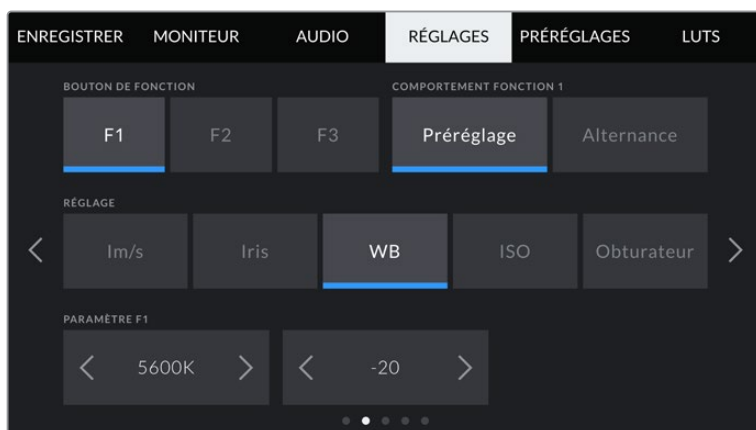 ENREGISTRER MONITEUR AUDIO RÉGLAGES PRÉRÉGLAGES LUTS
BOUTON DE FONCTION COMPORTEMENT FONCTION 1
F1 F2 F3 Préréglage Alternance
RÉGLAGE
Im/s Iris WB ISO Obturateur
PARAMÈTRE F1
5600K -20